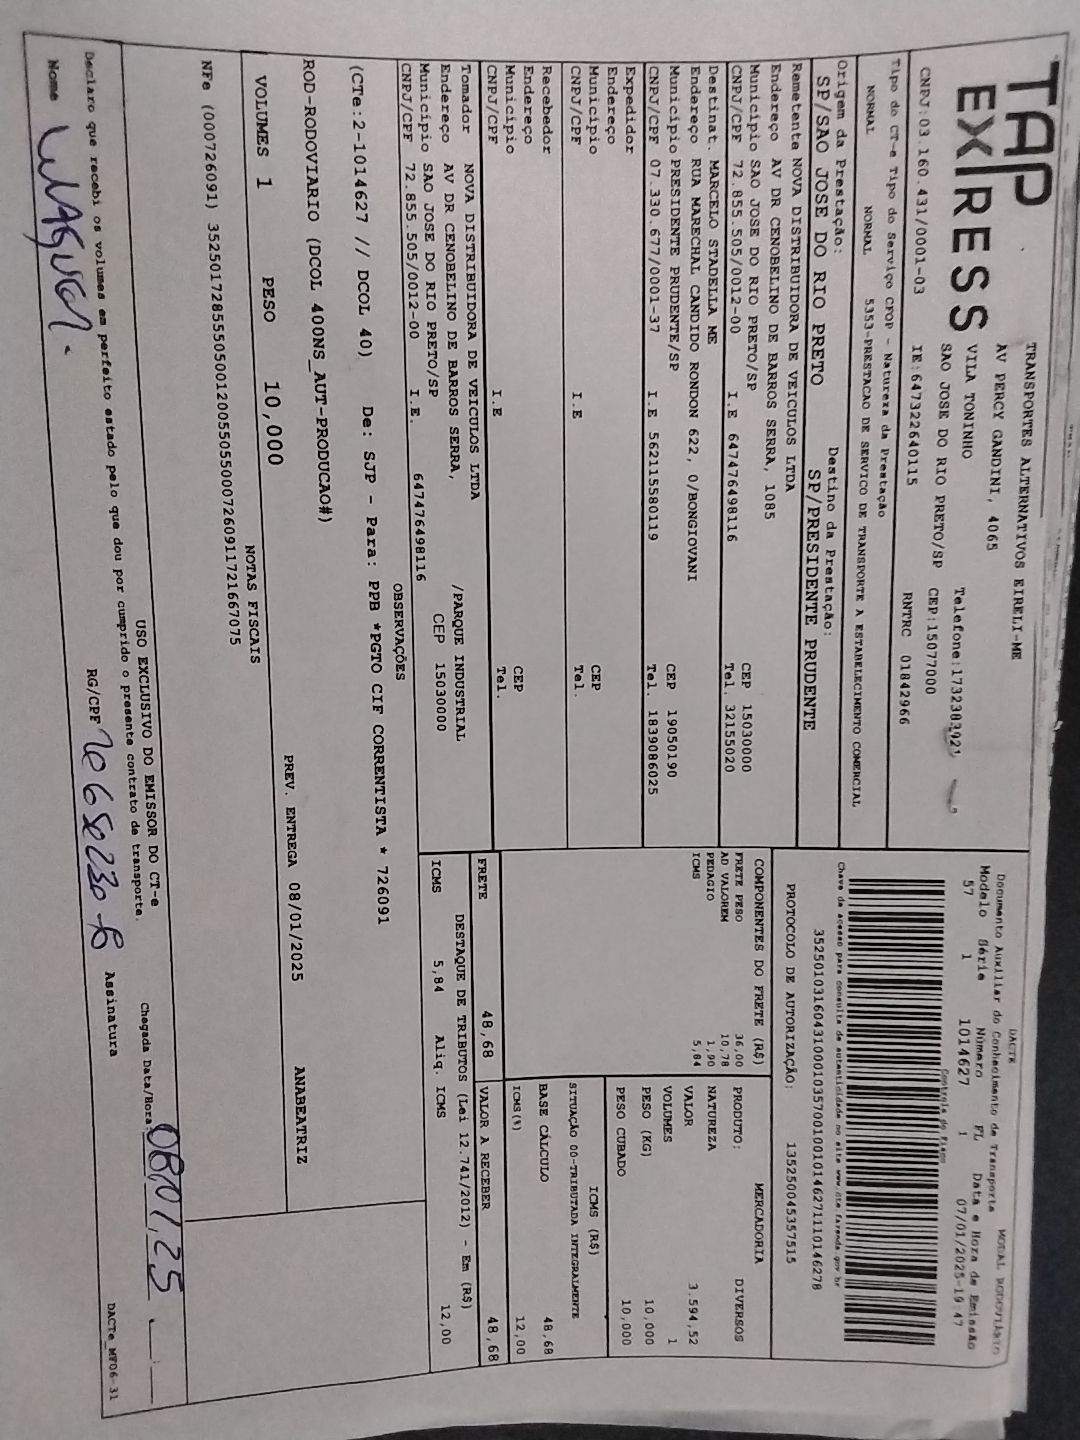 TAP
EXPRESS
TRANSPORTES ALTERNATIVOS EIRELI-ME
AV PERCY GANDINI, 4065
VILA TONINHO Telefone:1732383921
SAO JOSE DO RIO PRETO/SP CEP:15077000
CNPJ:03.160.431/0001-03 IE:647322640115 RNTRC 01842966
DACTE MODAL RODOVIÁRIO
Documento Auxiliar do Conhecimento de Transporte
Modelo Série Número FL Data e Hora de Emissão
57 1 1014627 1 07/01/2025-19:47
Controle do Fisco
Chave de acesso para consulta de autenticidade no site www.cte.fazenda.gov.br
35250103160431000103570010010146271110146278
PROTOCOLO DE AUTORIZAÇÃO: 135250045357515
Tipo do CT-e Tipo do Serviço CFOP - Natureza da Prestação
NORMAL NORMAL 5353-PRESTACAO DE SERVICO DE TRANSPORTE A ESTABELECIMENTO COMERCIAL
Origem da Prestação: Destino da Prestação:
SP/SAO JOSE DO RIO PRETO SP/PRESIDENTE PRUDENTE
Remetente NOVA DISTRIBUIDORA DE VEICULOS LTDA
Endereço AV DR CENOBELINO DE BARROS SERRA, 1085
Município SAO JOSE DO RIO PRETO/SP CEP 15030000
CNPJ/CPF 72.855.505/0012-00 I.E 647476498116 Tel. 32155020
Destinat. MARCELO STADELLA ME
Endereço RUA MARECHAL CANDIDO RONDON 622, 0/BONGIOVANI
Município PRESIDENTE PRUDENTE/SP CEP 19050190
CNPJ/CPF 07.330.677/0001-37 I.E 562115580119 Tel. 1839086025
Expedidor
Endereço
Município CEP
CNPJ/CPF I.E Tel.
Recebedor
Endereço
Município CEP
CNPJ/CPF I.E Tel.
Tomador NOVA DISTRIBUIDORA DE VEICULOS LTDA
Endereço AV DR CENOBELINO DE BARROS SERRA, /PARQUE INDUSTRIAL
Município SAO JOSE DO RIO PRETO/SP CEP 15030000
CNPJ/CPF 72.855.505/0012-00 I.E. 647476498116
COMPONENTES DO FRETE (R$)
FRETE PESO 36,00
AD VALOREM 10,78
PEDAGIO 1,90
ICMS 5,84
MERCADORIA
PRODUTO: DIVERSOS
NATUREZA
VALOR 3.594,52
VOLUMES 1
PESO (KG) 10,000
PESO CUBADO 10,000
ICMS (R$)
SITUAÇÃO 00-TRIBUTADA INTEGRALMENTE
BASE CÁLCULO 48,68
ICMS(%) 12,00
FRETE 48,68 VALOR A RECEBER 48,68
DESTAQUE DE TRIBUTOS (Lei 12.741/2012) - Em (R$)
ICMS 5,84 Aliq. ICMS 12,00
OBSERVAÇÕES
(CTe:2-1014627 // DCOL 40) De: SJP - Para: PPB *PGTO CIF CORRENTISTA * 726091
ROD-RODOVIARIO (DCOL 400NS_AUT-PRODUCAO#)
PREV. ENTREGA 08/01/2025 ANABEATRIZ
VOLUMES 1 PESO 10,000
NOTAS FISCAIS
NFe (000726091) 35250172855505001200550550007260911721667075
USO EXCLUSIVO DO EMISSOR DO CT-e
Declaro que recebi os volumes em perfeito estado pelo que dou por cumprido o presente contrato de transporte.
Chegada Data/Hora: 08/01/25
Nome WAGNER RG/CPF Assinatura
DACTe_MF06-31